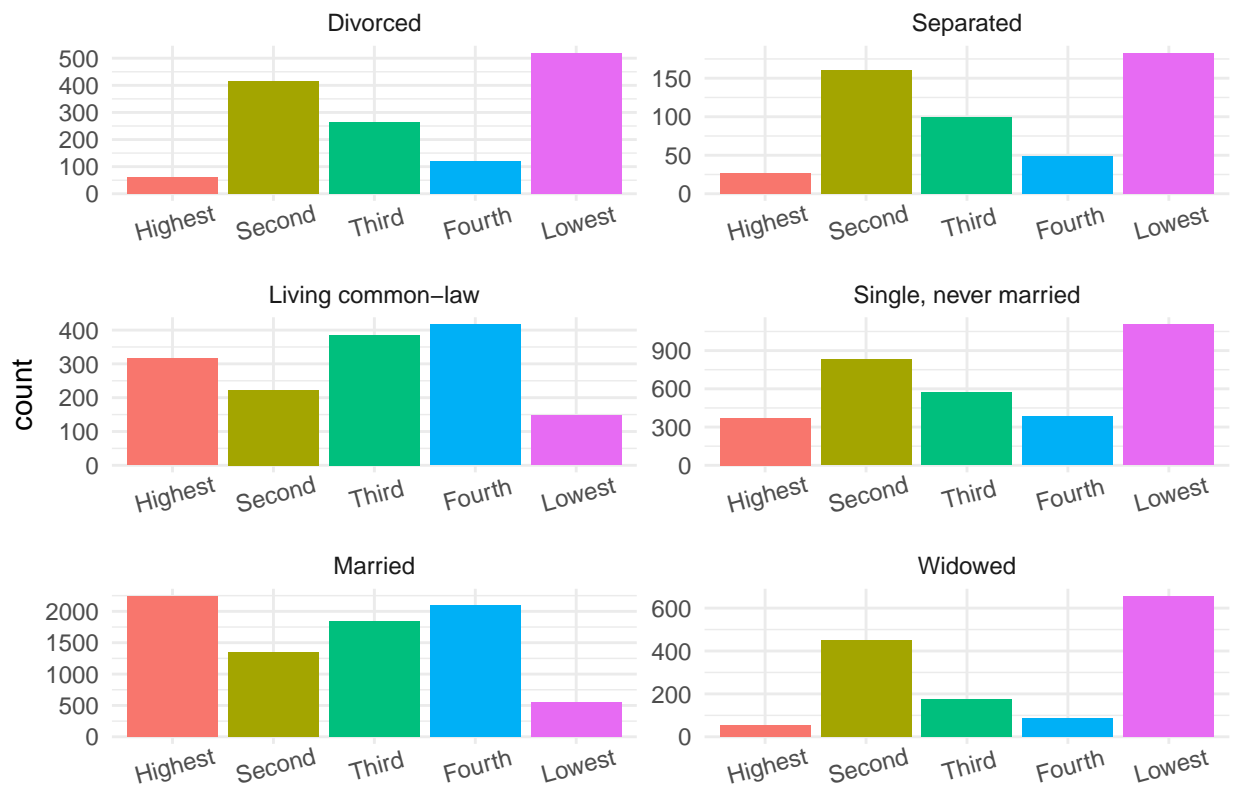 Divorced
500
400
300
200
100
0
Highest Second Third Fourth Lowest
Separated
150
100
50
0
Highest Second Third Fourth Lowest
count
Living common−law
400
300
200
100
0
Highest Second Third Fourth Lowest
Single, never married
900
600
300
0
Highest Second Third Fourth Lowest
Married
2000
1500
1000
500
0
Highest Second Third Fourth Lowest
Widowed
600
400
200
0
Highest Second Third Fourth Lowest